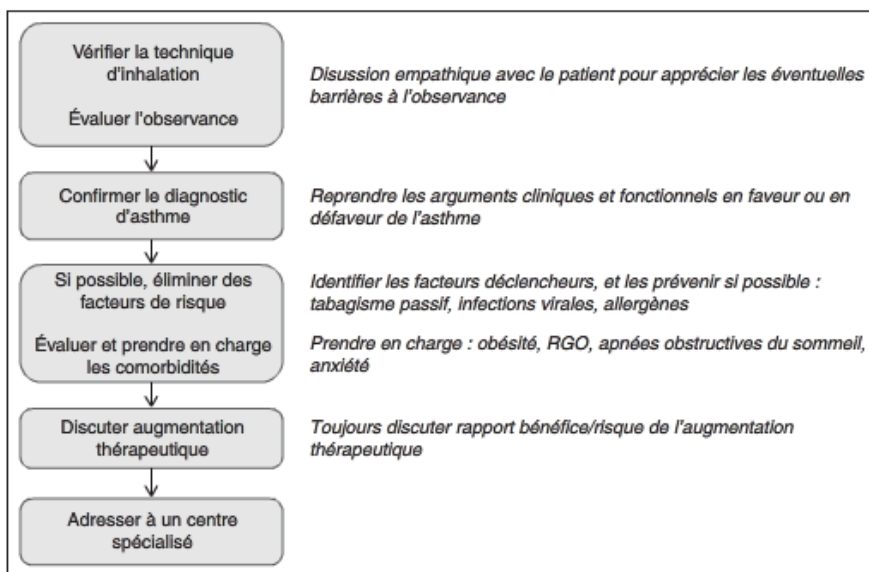 Vérifier la technique
d'inhalation
Évaluer l'observance
Disussion empathique avec le patient pour apprécier les éventuelles
barrières à l'observance
Confirmer le diagnostic
d'asthme
Reprendre les arguments cliniques et fonctionnels en faveur ou en
défaveur de l'asthme
Si possible, éliminer des
facteurs de risque
Identifier les facteurs déclencheurs, et les prévenir si possible :
tabagisme passif, infections virales, allergènes
Évaluer et prendre en charge
les comorbidités
Prendre en charge : obésité, RGO, apnées obstructives du sommeil,
anxiété
Discuter augmentation
thérapeutique
Toujours discuter rapport bénéfice/risque de l'augmentation
thérapeutique
Adresser à un centre
spécialisé